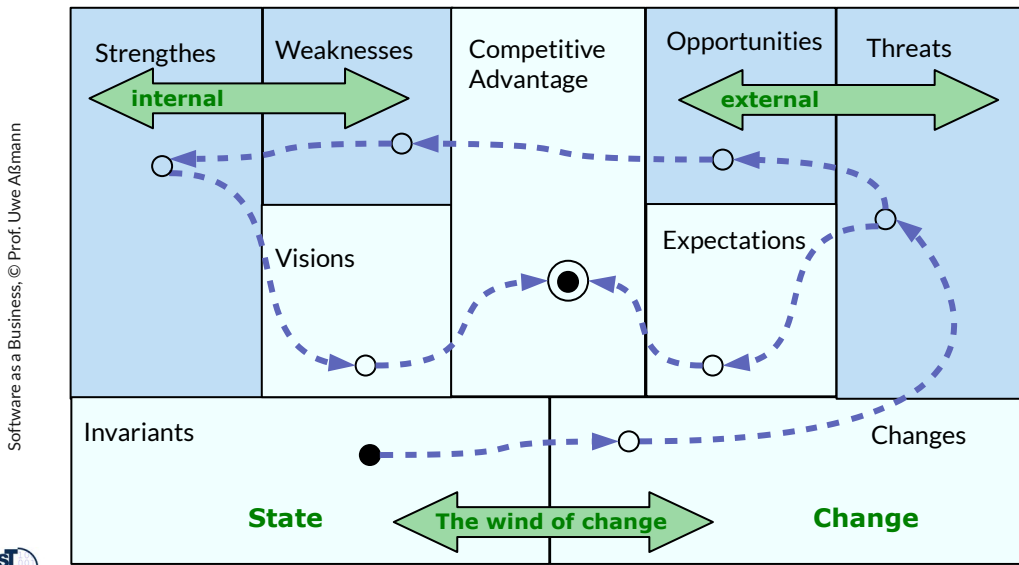 Strengthes
Weaknesses
Competitive
Advantage
Opportunities
Threats
internal
external
Visions
Expectations
Invariants
Changes
State
The wind of change
Change
Software as a Business, © Prof. Uwe Aßmann
ST